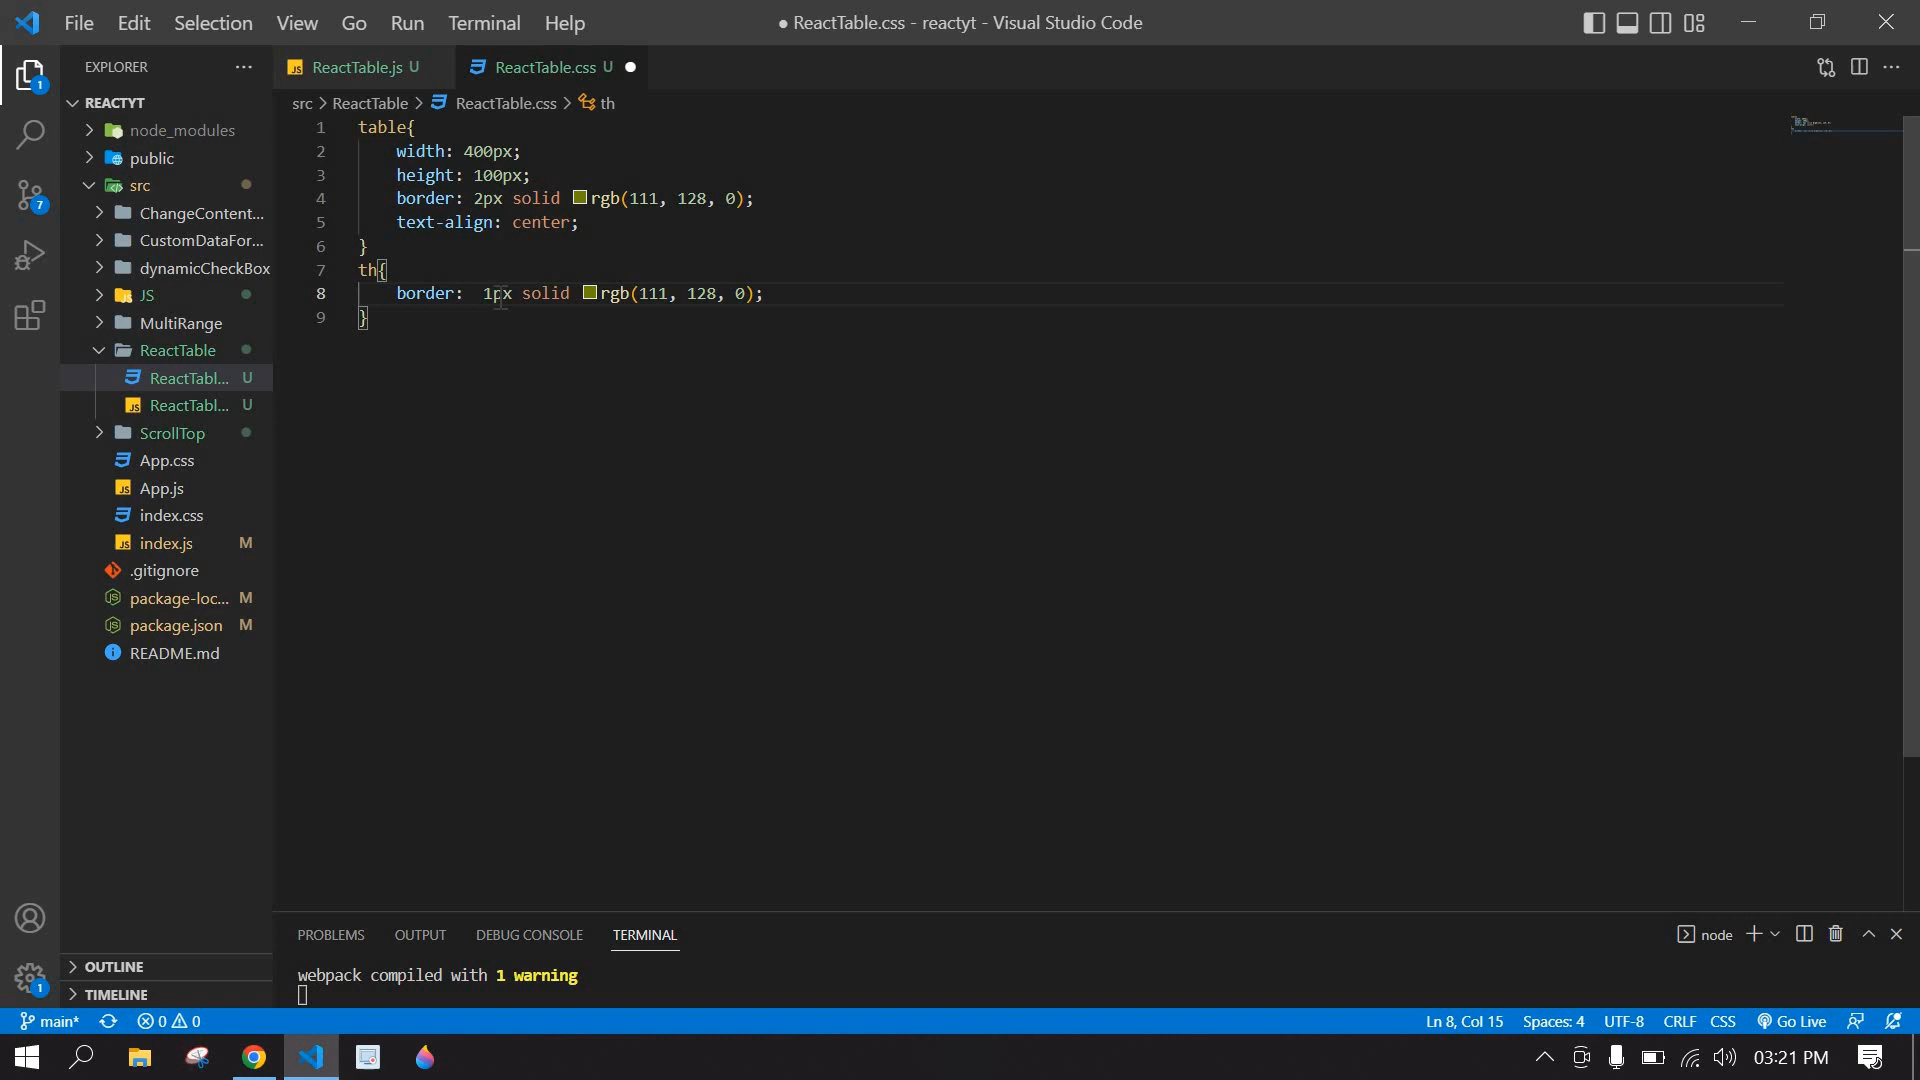 File Edit Selection View Go Run Terminal Help
● ReactTable.css - reactyt - Visual Studio Code
EXPLORER
REACTYT
node_modules
public
src
ChangeContent...
CustomDataFor...
dynamicCheckBox
JS
MultiRange
ReactTable
ReactTabl... U
ReactTabl... U
ScrollTop
App.css
App.js
index.css
index.js M
.gitignore
package-loc... M
package.json M
README.md
OUTLINE
TIMELINE
1
7
1
ReactTable.js U
ReactTable.css U
src > ReactTable > ReactTable.css > th
1 table{
2 width: 400px;
3 height: 100px;
4 border: 2px solid rgb(111, 128, 0);
5 text-align: center;
6 }
7 th{
8 border:  1px solid rgb(111, 128, 0);
9 }
PROBLEMS OUTPUT DEBUG CONSOLE TERMINAL
node
webpack compiled with 1 warning
main* 0 0
Ln 8, Col 15 Spaces: 4 UTF-8 CRLF CSS Go Live
03:21 PM